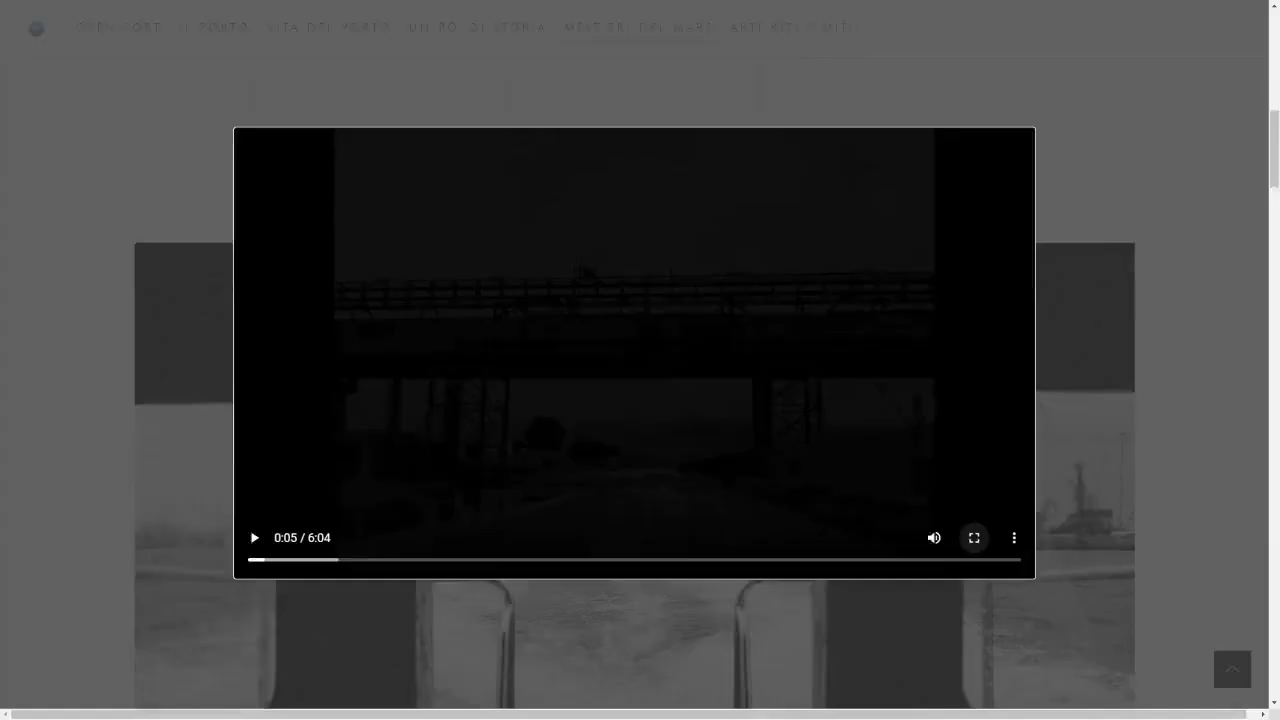 OPEN PORT IL PORTO VITA DEL PORTO UN PO' DI STORIA MESTIERI DEL MARE ARTI RITI E MITI
0:05 / 6:04